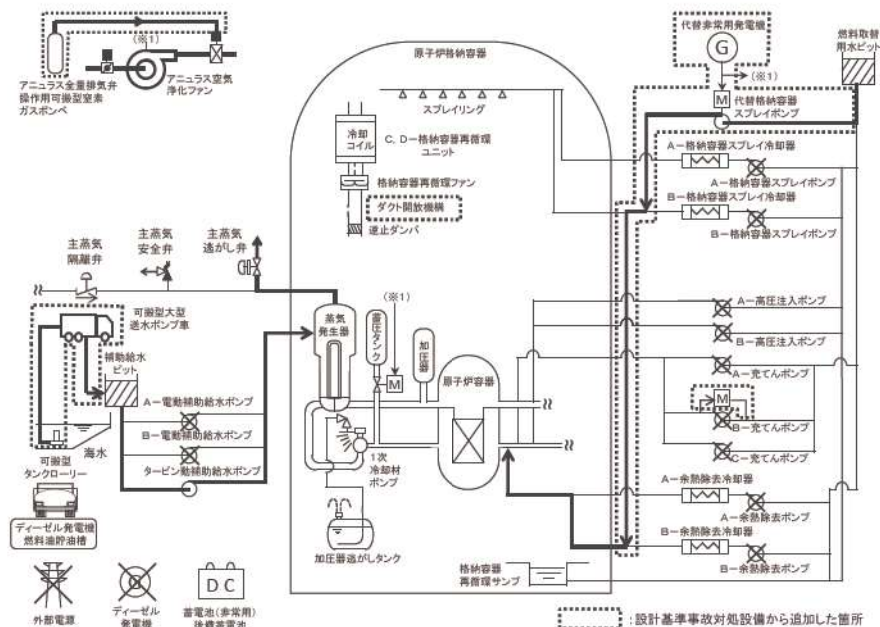 (※1)
アニュラス全量排気弁
操作用可搬型窒素
ガスボンベ
アニュラス空気
浄化ファン
原子炉格納容器
スプレイリング
冷却
コイル
C、D-格納容器再循環
ユニット
格納容器再循環ファン
ダクト開放機構
逆止ダンパ
代替非常用発電機
G
(※1)
M
代替格納容器
スプレイポンプ
燃料取替
用水ピット
A-格納容器スプレイ冷却器
A-格納容器スプレイポンプ
B-格納容器スプレイ冷却器
B-格納容器スプレイポンプ
主蒸気
隔離弁
主蒸気
安全弁
主蒸気
逃がし弁
可搬型大型
送水ポンプ車
補助給水
ピット
A-電動補助給水ポンプ
B-電動補助給水ポンプ
タービン動補助給水ポンプ
海水
可搬型
タンクローリー
ディーゼル発電機
燃料油貯油槽
蒸気
発生器
(※1)
蓄圧タンク
M
加圧器
原子炉容器
1次
冷却材
ポンプ
加圧器逃がしタンク
格納容器
再循環サンプ
A-高圧注入ポンプ
B-高圧注入ポンプ
A-充てんポンプ
M
B-充てんポンプ
C-充てんポンプ
A-余熱除去冷却器
A-余熱除去ポンプ
B-余熱除去冷却器
B-余熱除去ポンプ
外部電源
ディーゼル
発電機
DC
蓄電池(非常用)
後備蓄電池
:設計基準事故対処設備から追加した箇所